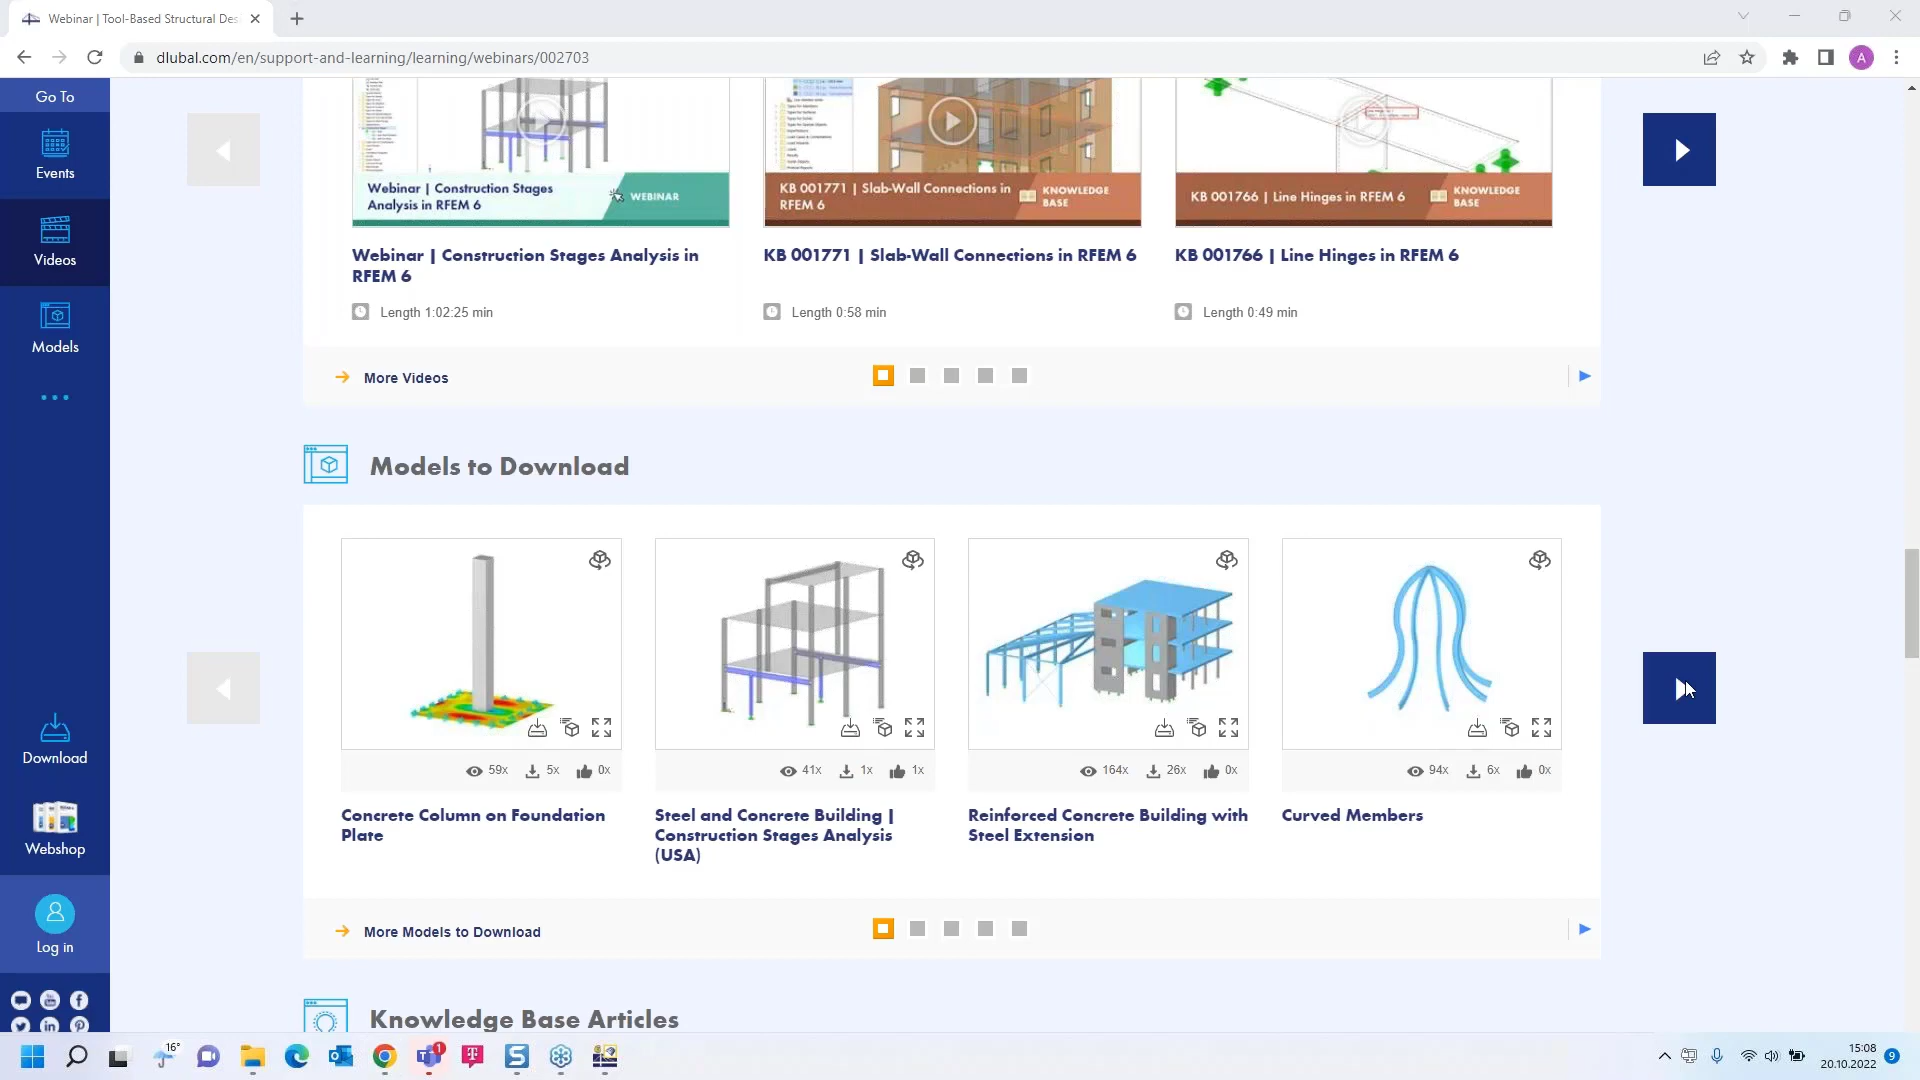 Webinar | Tool-Based Structural Des
dlubal.com/en/support-and-learning/learning/webinars/002703
A
Go To
Events
Videos
Models
Download
Webshop
Log in
Webinar | Construction Stages
Analysis in RFEM 6
WEBINAR
KB 001771 | Slab-Wall Connections in
RFEM 6
KNOWLEDGE
BASE
KB 001766 | Line Hinges in RFEM 6
KNOWLEDGE
BASE
Webinar | Construction Stages Analysis in
RFEM 6
KB 001771 | Slab-Wall Connections in RFEM 6
KB 001766 | Line Hinges in RFEM 6
Length 1:02:25 min
Length 0:58 min
Length 0:49 min
More Videos
Models to Download
59x 5x 0x
41x 1x 1x
164x 26x 0x
94x 6x 0x
Concrete Column on Foundation
Plate
Steel and Concrete Building |
Construction Stages Analysis
(USA)
Reinforced Concrete Building with
Steel Extension
Curved Members
More Models to Download
Knowledge Base Articles
16°
1
15:08
20.10.2022
9